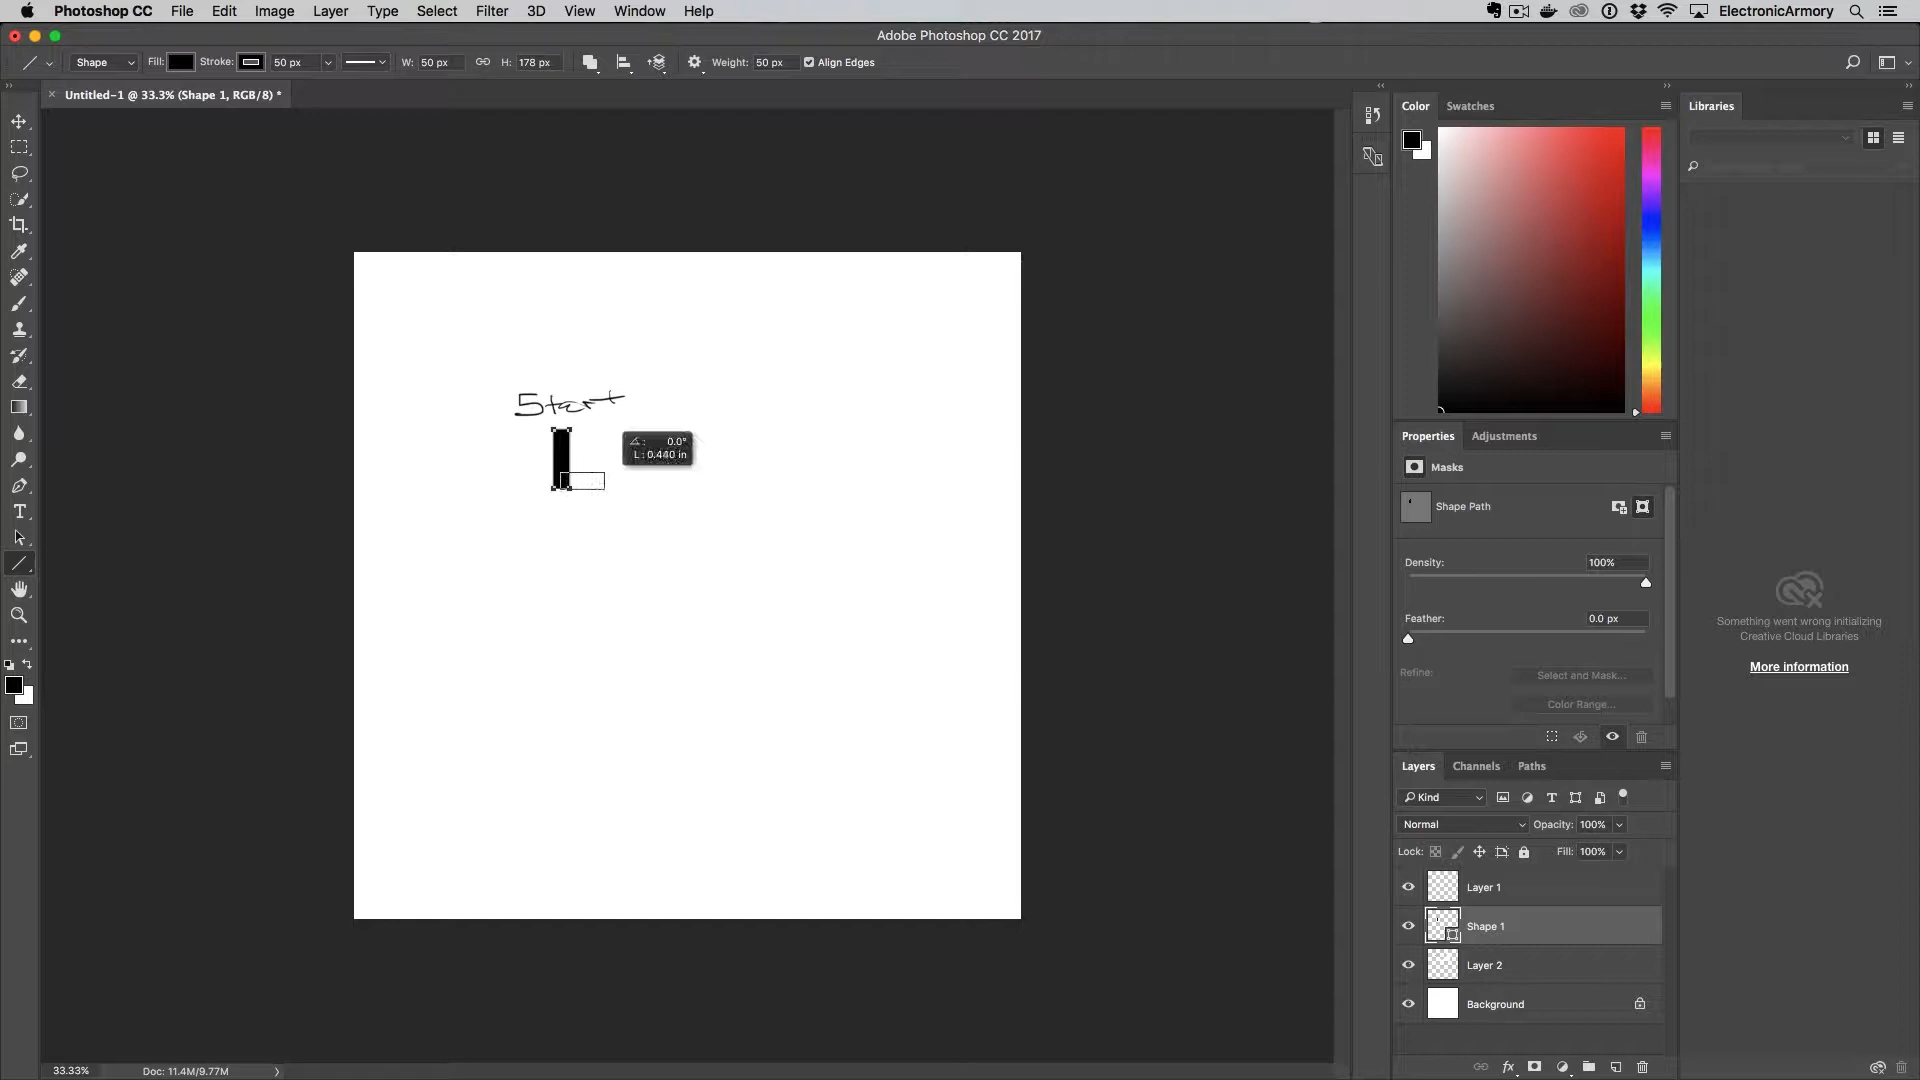 Photoshop CC File Edit Image Layer Type Select Filter 3D View Window Help ElectronicArmory
Adobe Photoshop CC 2017
Shape Fill: Stroke: 50 px W: 50 px H: 178 px Weight: 50 px Align Edges
Untitled-1 @ 33.3% (Shape 1, RGB/8) *
Color Swatches
Libraries
Start
: 0.0°
L : 0.440 in
Properties Adjustments
Masks
Shape Path
Density: 100%
Feather: 0.0 px
Refine: Select and Mask...
Color Range...
Something went wrong initializing
Creative Cloud Libraries
More information
Layers Channels Paths
Kind
Normal Opacity: 100%
Lock: Fill: 100%
Layer 1
Shape 1
Layer 2
Background
33.33% Doc: 11.4M/9.77M